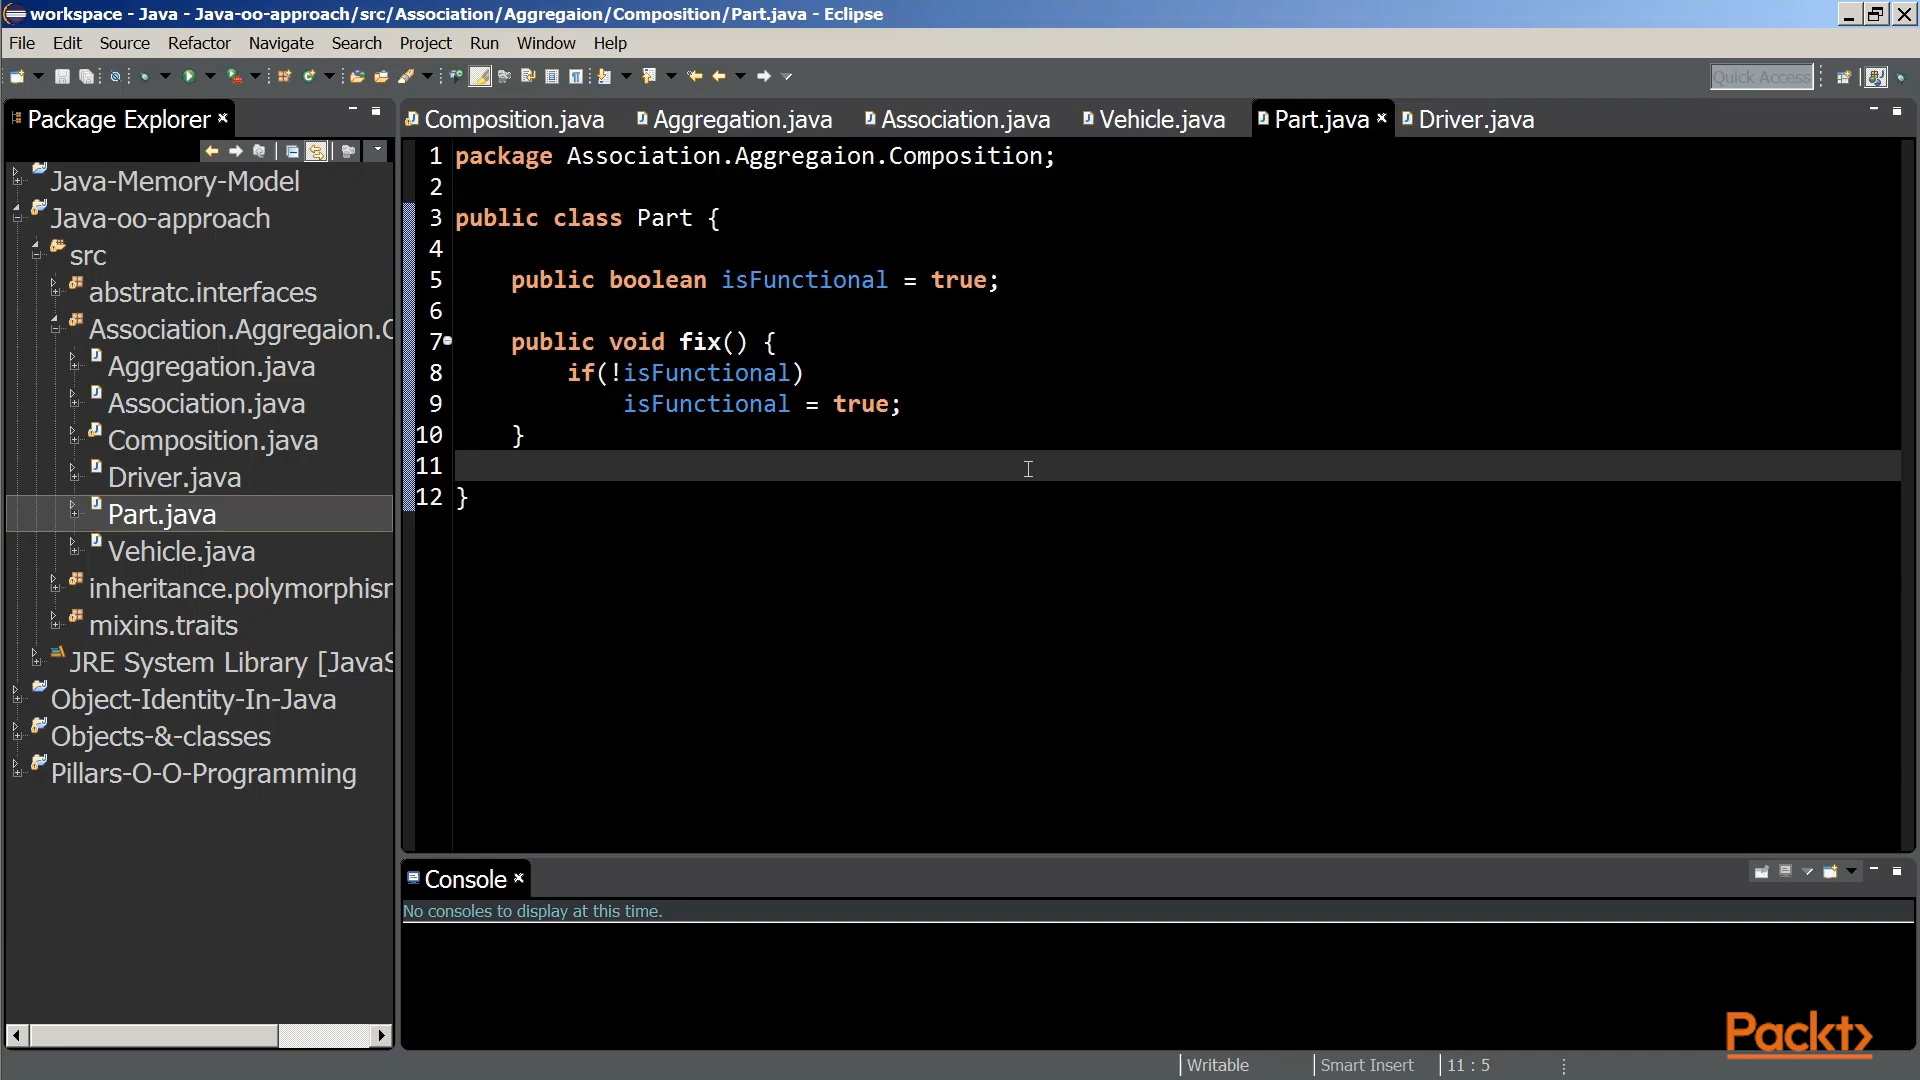 workspace - Java - Java-oo-approach/src/Association/Aggregaion/Composition/Part.java - Eclipse
File Edit Source Refactor Navigate Search Project Run Window Help
Quick Access
Package Explorer
Composition.java Aggregation.java Association.java Vehicle.java Part.java Driver.java
Java-Memory-Model
Java-oo-approach
src
abstratc.interfaces
Association.Aggregaion.C
Aggregation.java
Association.java
Composition.java
Driver.java
Part.java
Vehicle.java
inheritance.polymorphisn
mixins.traits
JRE System Library [JavaS
Object-Identity-In-Java
Objects-&-classes
Pillars-O-O-Programming
1 package Association.Aggregaion.Composition;
2
3 public class Part {
4
5 public boolean isFunctional = true;
6
7 public void fix() {
8 if(!isFunctional)
9 isFunctional = true;
10 }
11
12 }
Console
No consoles to display at this time.
Packt>
Writable Smart Insert 11 : 5